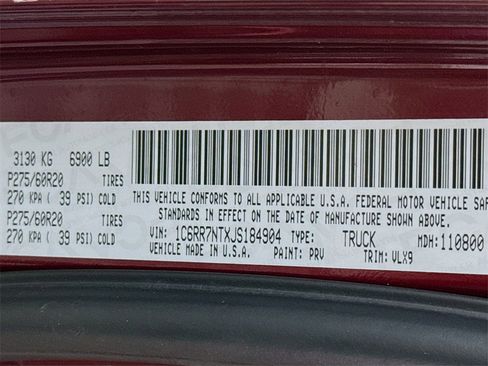 3130 KG 6900 LB
P275/60R20 TIRES
270 KPA ( 39 PSI) COLD
P275/60R20 TIRES
270 KPA ( 39 PSI) COLD
THIS VEHICLE CONFORMS TO ALL APPLICABLE U.S.A. FEDERAL MOTOR VEHICLE SAF
STANDARDS IN EFFECT ON THE DATE OF MANUFACTURE SHOWN ABOVE.
VIN: 1C6RR7NTXJS184904 TYPE: TRUCK MDH: 110800
VEHICLE MADE IN U.S.A. PAINT: PRV TRIM: VLX9